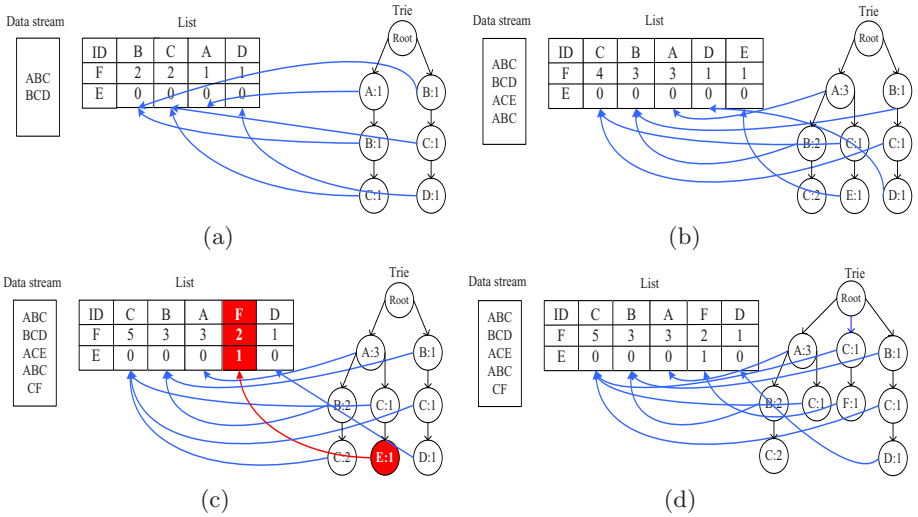 Data stream
List
Trie
ABC
BCD
ID B C A D
F 2 2 1 1
E 0 0 0 0
Root
A:1 B:1
B:1 C:1
C:1 D:1
(a)
Data stream
List
Trie
ABC
BCD
ACE
ABC
ID C B A D E
F 4 3 3 1 1
E 0 0 0 0 0
Root
A:3 B:1
B:2 C:1 C:1
C:2 E:1 D:1
(b)
Data stream
List
Trie
ABC
BCD
ACE
ABC
CF
ID C B A F D
F 5 3 3 2 1
E 0 0 0 1 0
Root
A:3 B:1
B:2 C:1 C:1
C:2 E:1 D:1
(c)
Data stream
List
Trie
ABC
BCD
ACE
ABC
CF
ID C B A F D
F 5 3 3 2 1
E 0 0 0 1 0
Root
A:3 C:1 B:1
B:2 C:1 F:1 C:1
C:2 D:1
(d)